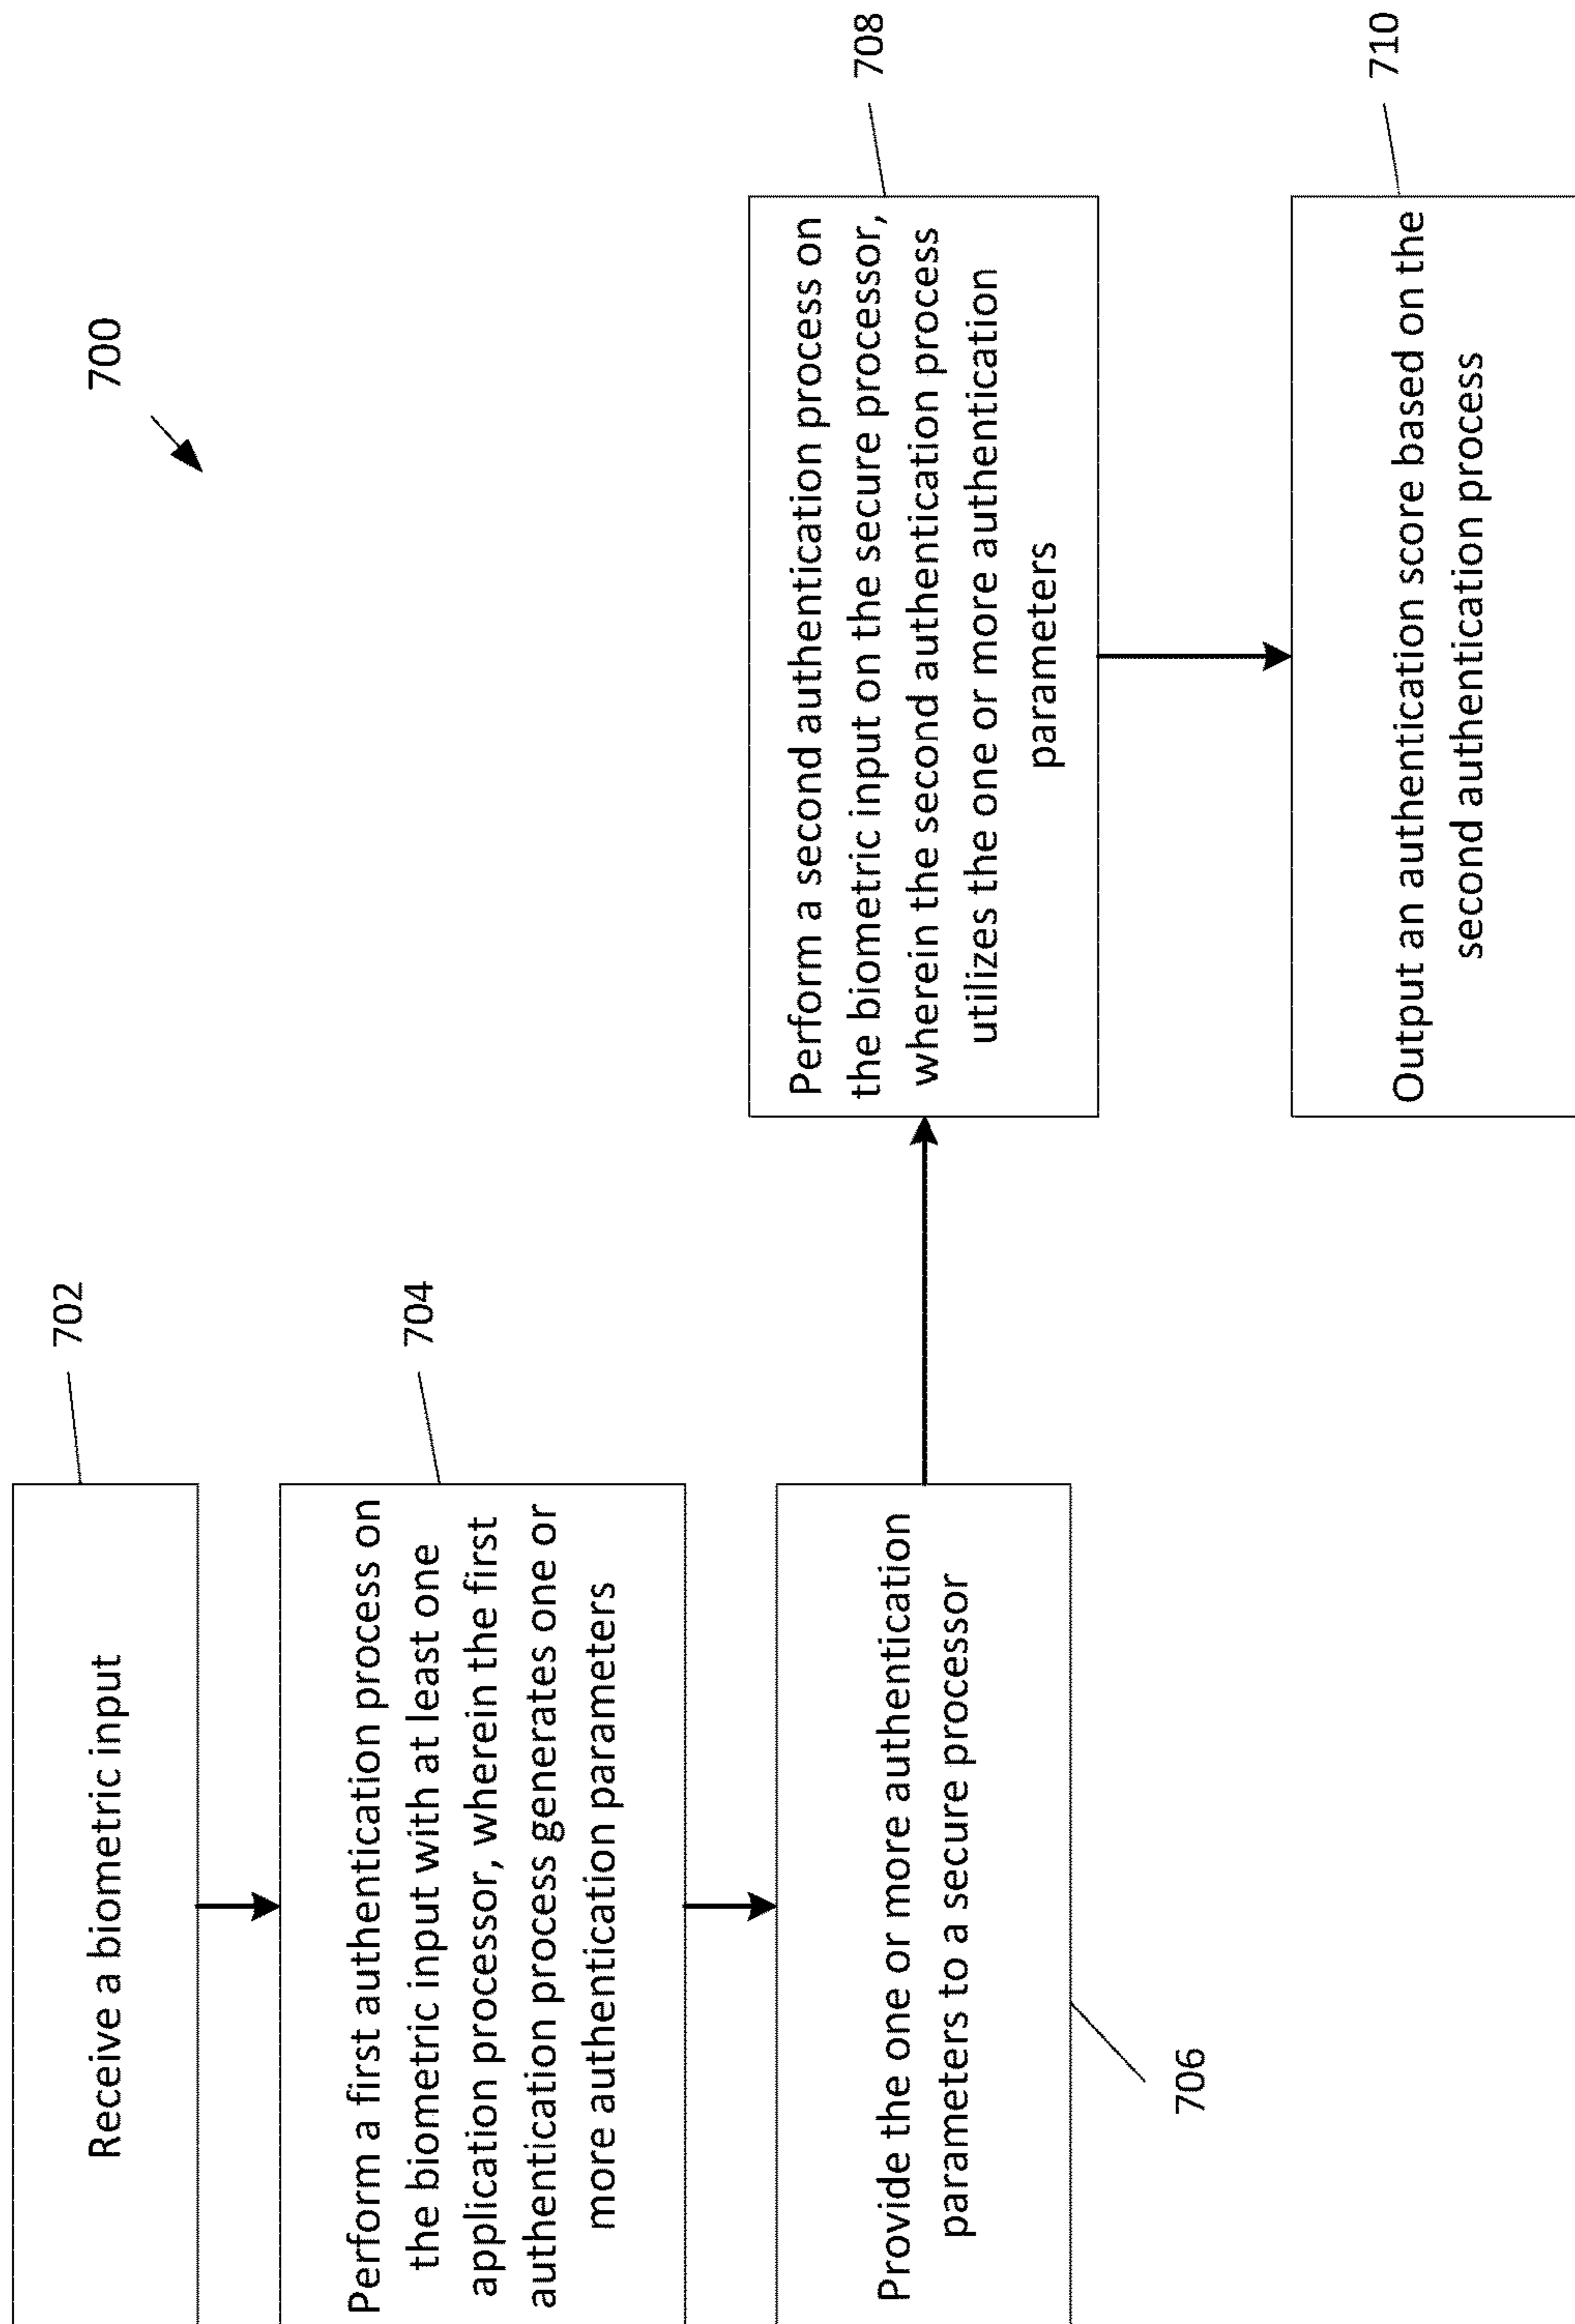 700
702
Receive a biometric input
704
Perform a first authentication process on
the biometric input with at least one
application processor, wherein the first
authentication process generates one or
more authentication parameters
Provide the one or more authentication
parameters to a secure processor
706
708
Perform a second authentication process on
the biometric input on the secure processor,
wherein the second authentication process
utilizes the one or more authentication
parameters
710
Output an authentication score based on the
second authentication process